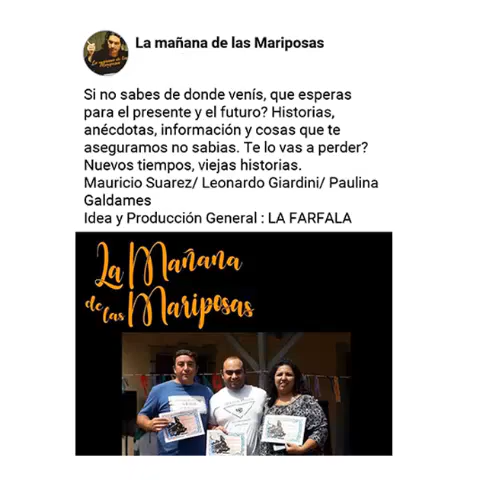 La mañana de las Mariposas
Si no sabes de donde venís, que esperas
para el presente y el futuro? Historias,
anécdotas, información y cosas que te
aseguramos no sabias. Te lo vas a perder?
Nuevos tiempos, viejas historias.
Mauricio Suarez/ Leonardo Giardini/ Paulina
Galdames
Idea y Producción General : LA FARFALA
La Mañana
de las Mariposas